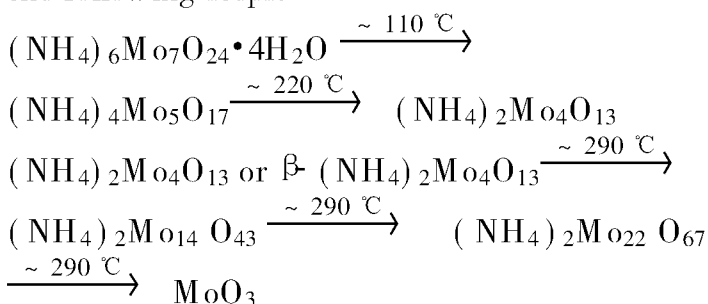 (NH4)6Mo7O24•4H2O ~ 110 ℃ →
(NH4)4Mo5O17 ~ 220 ℃ → (NH4)2Mo4O13
(NH4)2Mo4O13 or β-(NH4)2Mo4O13 ~ 290 ℃ →
(NH4)2Mo14O43 ~ 290 ℃ → (NH4)2Mo22O67
~ 290 ℃ → MoO3